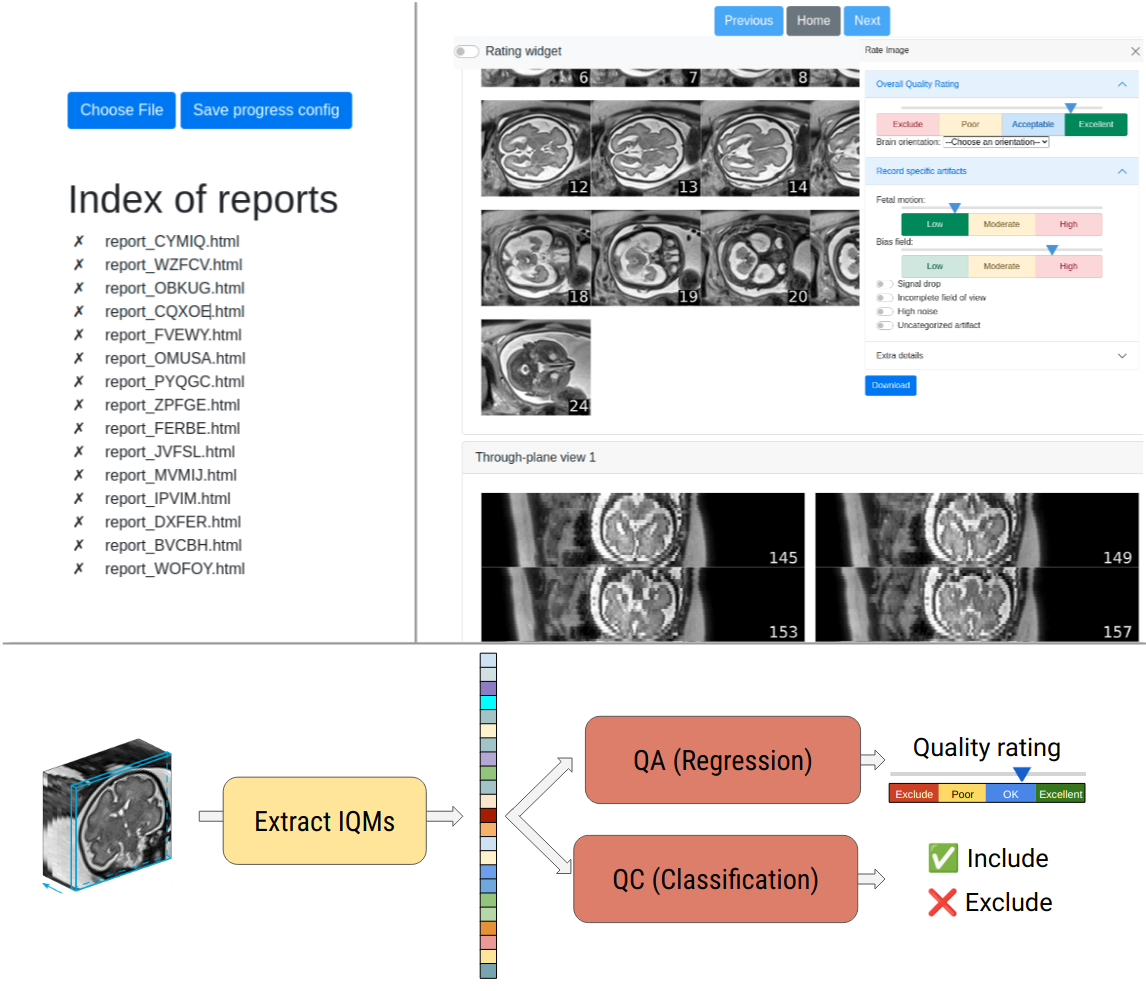 Choose File
Save progress config
Index of reports
✗ report_CYMIQ.html
✗ report_WZFCV.html
✗ report_OBKUG.html
✗ report_CQXOE.html
✗ report_FVEWY.html
✗ report_OMUSA.html
✗ report_PYQGC.html
✗ report_ZPFGE.html
✗ report_FERBE.html
✗ report_JVFSL.html
✗ report_MVMIJ.html
✗ report_IPVIM.html
✗ report_DXFER.html
✗ report_BVCBH.html
✗ report_WOFOY.html
Previous Home Next
Rating widget
6 7 8
12 13 14
18 19 20
24
Rate Image
Overall Quality Rating
Exclude Poor Acceptable Excellent
Brain orientation: --Choose an orientation--
Record specific artifacts
Fetal motion:
Low Moderate High
Bias field:
Low Moderate High
Signal drop
Incomplete field of view
High noise
Uncategorized artifact
Extra details
Download
Through-plane view 1
145 149
153 157
Extract IQMs
QA (Regression)
QC (Classification)
Quality rating
Exclude Poor OK Excellent
✅ Include
❌ Exclude